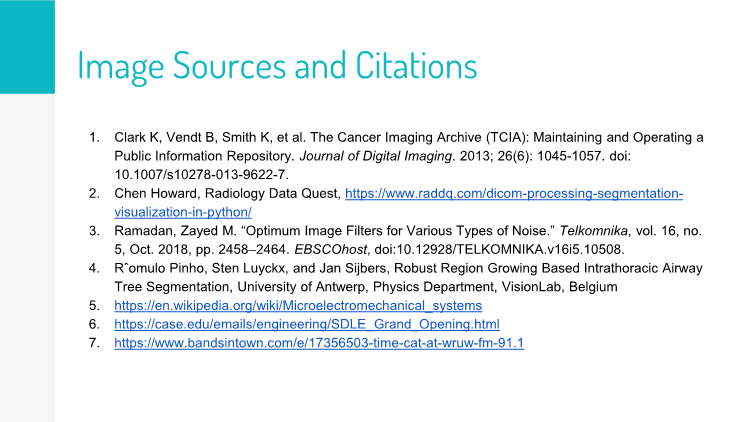 Image Sources and Citations
1. Clark K, Vendt B, Smith K, et al. The Cancer Imaging Archive (TCIA): Maintaining and Operating a
Public Information Repository. Journal of Digital Imaging. 2013; 26(6): 1045-1057. doi:
10.1007/s10278-013-9622-7.
2. Chen Howard, Radiology Data Quest, https://www.raddq.com/dicom-processing-segmentation-
visualization-in-python/
3. Ramadan, Zayed M. “Optimum Image Filters for Various Types of Noise.” Telkomnika, vol. 16, no.
5, Oct. 2018, pp. 2458–2464. EBSCOhost, doi:10.12928/TELKOMNIKA.v16i5.10508.
4. Rˆomulo Pinho, Sten Luyckx, and Jan Sijbers, Robust Region Growing Based Intrathoracic Airway
Tree Segmentation, University of Antwerp, Physics Department, VisionLab, Belgium
5. https://en.wikipedia.org/wiki/Microelectromechanical_systems
6. https://case.edu/emails/engineering/SDLE_Grand_Opening.html
7. https://www.bandsintown.com/e/17356503-time-cat-at-wruw-fm-91.1